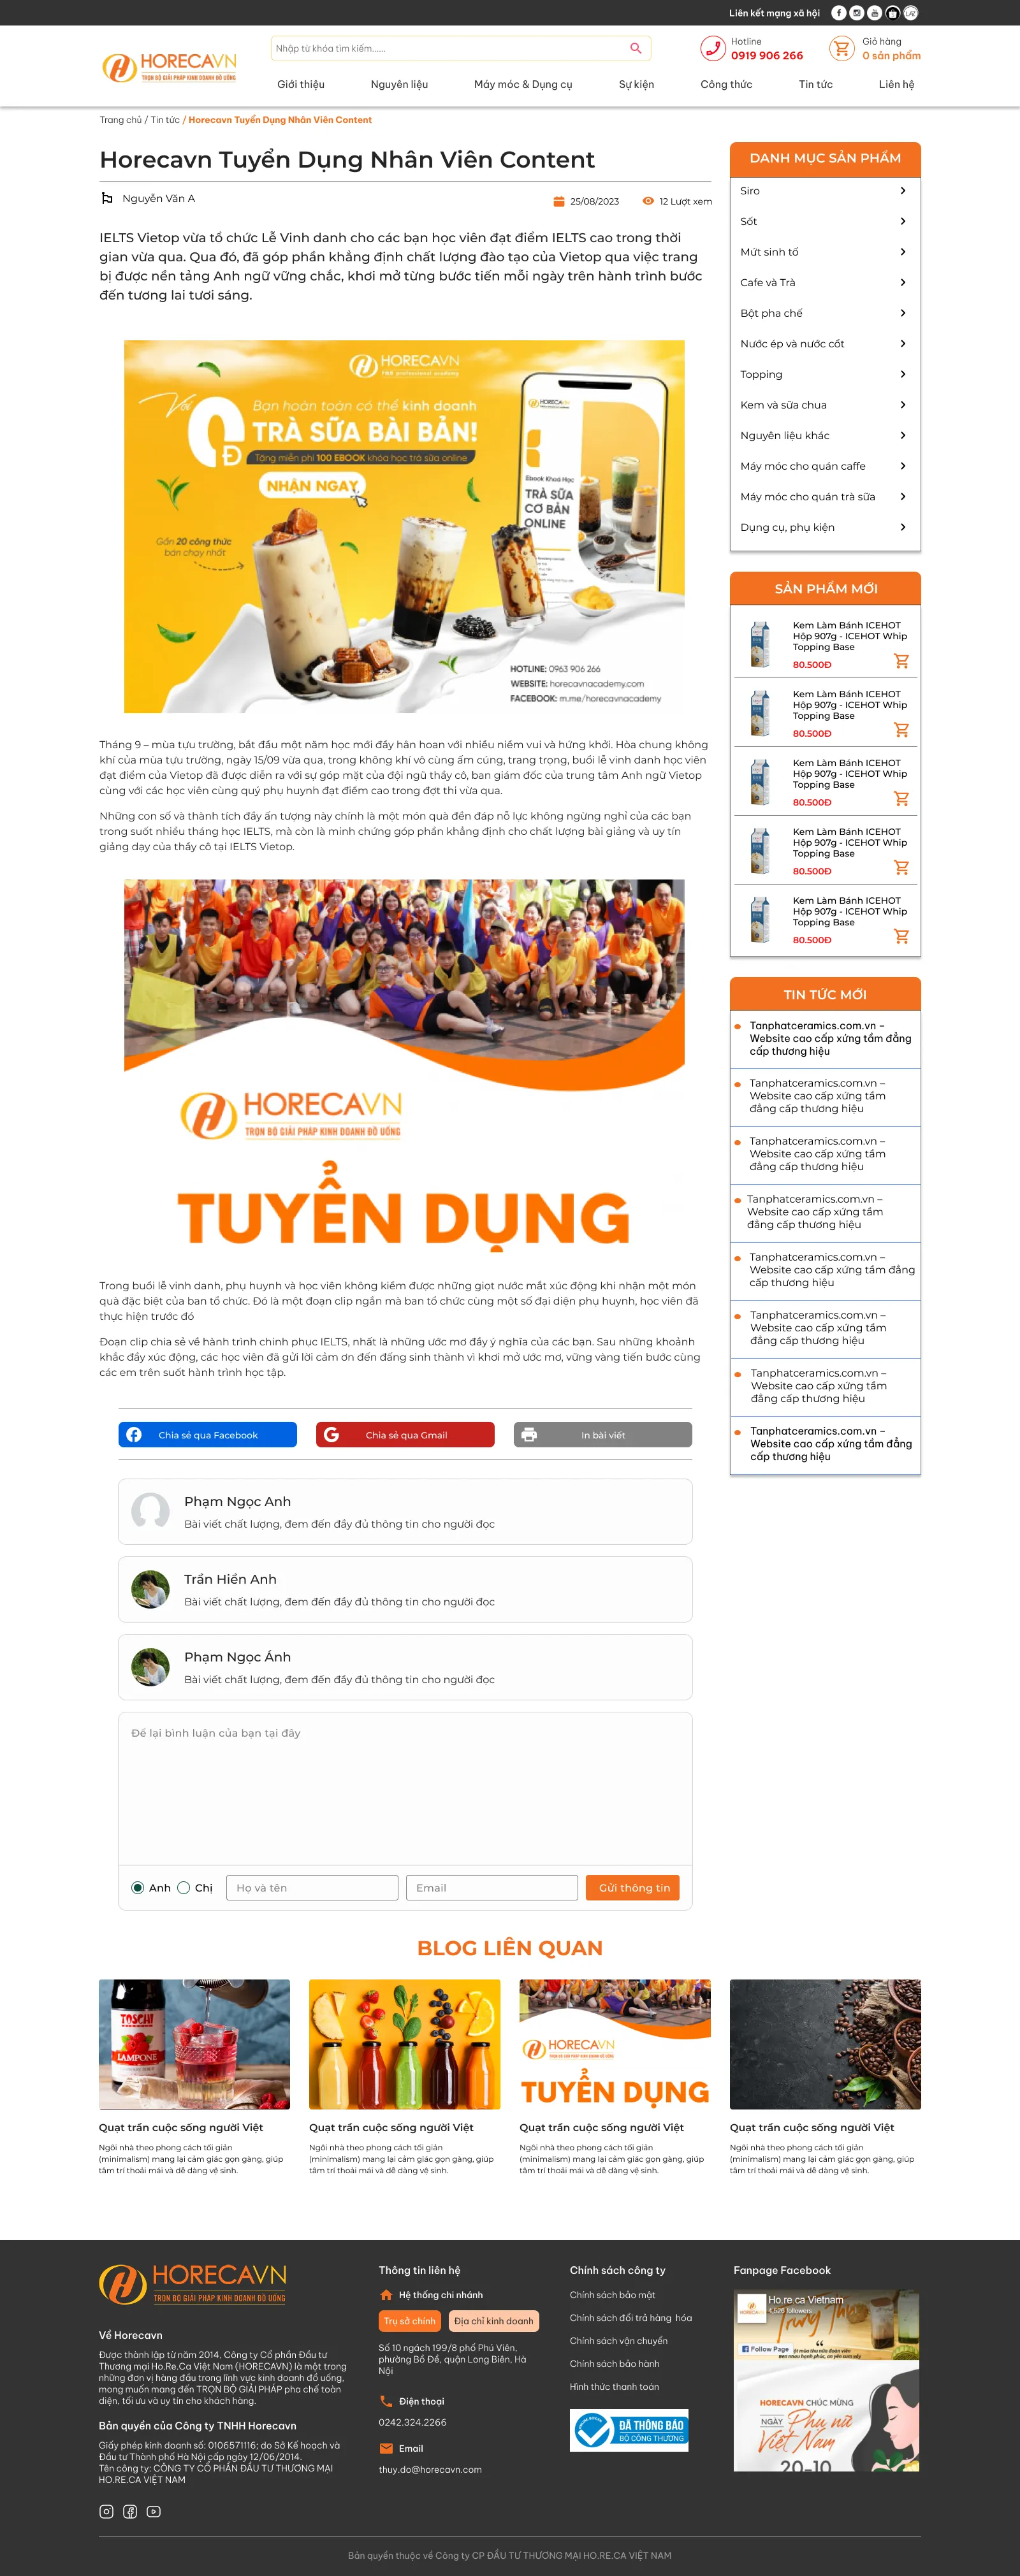 Liên kết mạng xã hội
HORECAVN
TRỌN BỘ GIẢI PHÁP KINH DOANH ĐỒ UỐNG
Nhập từ khóa tìm kiếm......
Hotline
0919 906 266
Giỏ hàng
0 sản phẩm
Giới thiệu
Nguyên liệu
Máy móc & Dụng cụ
Sự kiện
Công thức
Tin tức
Liên hệ
Trang chủ / Tin tức / Horecavn Tuyển Dụng Nhân Viên Content
Horecavn Tuyển Dụng Nhân Viên Content
Nguyễn Văn A
25/08/2023
12 Lượt xem
IELTS Vietop vừa tổ chức Lễ Vinh danh cho các bạn học viên đạt điểm IELTS cao trong thời
gian vừa qua. Qua đó, đã góp phần khẳng định chất lượng đào tạo của Vietop qua việc trang
bị được nền tảng Anh ngữ vững chắc, khơi mở từng bước tiến mỗi ngày trên hành trình bước
đến tương lai tươi sáng.
HORECAVN
F&B professional academy
Với 0Đ
Bạn hoàn toàn có thể kinh doanh
TRÀ SỮA BÀI BẢN!
Tặng miễn phí 100 EBOOK khóa học trà sữa online
NHẬN NGAY
Gần 20 công thức
bán chạy nhất
HORECAVN
Ebook Khoá Học
TRÀ SỮA
CƠ BẢN
ONLINE
HOTLINE: 0963 906 266
WEBSITE: horecavnacademy.com
FACEBOOK: m.me/horecavnacademy
Tháng 9 – mùa tựu trường, bắt đầu một năm học mới đầy hân hoan với nhiều niềm vui và hứng khởi. Hòa chung không
khí của mùa tựu trường, ngày 15/09 vừa qua, trong không khí vô cùng ấm cúng, trang trọng, buổi lễ vinh danh học viên
đạt điểm của Vietop đã được diễn ra với sự góp mặt của đội ngũ thầy cô, ban giám đốc của trung tâm Anh ngữ Vietop
cùng với các học viên cùng quý phụ huynh đạt điểm cao trong đợt thi vừa qua.
Những con số và thành tích đầy ấn tượng này chính là một món quà đền đáp nỗ lực không ngừng nghỉ của các bạn
trong suốt nhiều tháng học IELTS, mà còn là minh chứng góp phần khẳng định cho chất lượng bài giảng và uy tín
giảng dạy của thầy cô tại IELTS Vietop.
HORECAVN
TRỌN BỘ GIẢI PHÁP KINH DOANH ĐỒ UỐNG
TUYỂN DỤNG
Trong buổi lễ vinh danh, phụ huynh và học viên không kiềm được những giọt nước mắt xúc động khi nhận một món
quà đặc biệt của ban tổ chức. Đó là một đoạn clip ngắn mà ban tổ chức cùng một số đại diện phụ huynh, học viên đã
thực hiện trước đó
Đoạn clip chia sẻ về hành trình chinh phục IELTS, nhất là những ước mơ đầy ý nghĩa của các bạn. Sau những khoảnh
khắc đầy xúc động, các học viên đã gửi lời cảm ơn đến đấng sinh thành vì khơi mở ước mơ, vững vàng tiến bước cùng
các em trên suốt hành trình học tập.
Chia sẻ qua Facebook
Chia sẻ qua Gmail
In bài viết
Phạm Ngọc Anh
Bài viết chất lượng, đem đến đầy đủ thông tin cho người đọc
Trần Hiền Anh
Bài viết chất lượng, đem đến đầy đủ thông tin cho người đọc
Phạm Ngọc Ánh
Bài viết chất lượng, đem đến đầy đủ thông tin cho người đọc
Để lại bình luận của bạn tại đây
Anh
Chị
Họ và tên
Email
Gửi thông tin
DANH MỤC SẢN PHẨM
Siro
Sốt
Mứt sinh tố
Cafe và Trà
Bột pha chế
Nước ép và nước cốt
Topping
Kem và sữa chua
Nguyên liệu khác
Máy móc cho quán caffe
Máy móc cho quán trà sữa
Dụng cụ, phụ kiện
SẢN PHẨM MỚI
Kem Làm Bánh ICEHOT
Hộp 907g - ICEHOT Whip
Topping Base
80.500Đ
Kem Làm Bánh ICEHOT
Hộp 907g - ICEHOT Whip
Topping Base
80.500Đ
Kem Làm Bánh ICEHOT
Hộp 907g - ICEHOT Whip
Topping Base
80.500Đ
Kem Làm Bánh ICEHOT
Hộp 907g - ICEHOT Whip
Topping Base
80.500Đ
Kem Làm Bánh ICEHOT
Hộp 907g - ICEHOT Whip
Topping Base
80.500Đ
TIN TỨC MỚI
Tanphatceramics.com.vn –
Website cao cấp xứng tầm đẳng
cấp thương hiệu
Tanphatceramics.com.vn –
Website cao cấp xứng tầm
đẳng cấp thương hiệu
Tanphatceramics.com.vn –
Website cao cấp xứng tầm
đẳng cấp thương hiệu
Tanphatceramics.com.vn –
Website cao cấp xứng tầm
đẳng cấp thương hiệu
Tanphatceramics.com.vn –
Website cao cấp xứng tầm đẳng
cấp thương hiệu
Tanphatceramics.com.vn –
Website cao cấp xứng tầm
đẳng cấp thương hiệu
Tanphatceramics.com.vn –
Website cao cấp xứng tầm
đẳng cấp thương hiệu
Tanphatceramics.com.vn –
Website cao cấp xứng tầm đẳng
cấp thương hiệu
BLOG LIÊN QUAN
TOSCHI
LAMPONE
HORECAVN
TUYỂN DỤNG
Quạt trần cuộc sống người Việt
Ngôi nhà theo phong cách tối giản
(minimalism) mang lại cảm giác gọn gàng, giúp
tâm trí thoải mái và dễ dàng vệ sinh.
Quạt trần cuộc sống người Việt
Ngôi nhà theo phong cách tối giản
(minimalism) mang lại cảm giác gọn gàng, giúp
tâm trí thoải mái và dễ dàng vệ sinh.
Quạt trần cuộc sống người Việt
Ngôi nhà theo phong cách tối giản
(minimalism) mang lại cảm giác gọn gàng, giúp
tâm trí thoải mái và dễ dàng vệ sinh.
Quạt trần cuộc sống người Việt
Ngôi nhà theo phong cách tối giản
(minimalism) mang lại cảm giác gọn gàng, giúp
tâm trí thoải mái và dễ dàng vệ sinh.
HORECAVN
TRỌN BỘ GIẢI PHÁP KINH DOANH ĐỒ UỐNG
Về Horecavn
Được thành lập từ năm 2014, Công ty Cổ phần Đầu tư
Thương mại Ho.Re.Ca Việt Nam (HORECAVN) là một trong
những đơn vị hàng đầu trong lĩnh vực kinh doanh đồ uống,
mong muốn mang đến TRỌN BỘ GIẢI PHÁP pha chế toàn
diện, tối ưu và uy tín cho khách hàng.
Bản quyền của Công ty TNHH Horecavn
Giấy phép kinh doanh số: 0106571116; do Sở Kế hoạch và
Đầu tư Thành phố Hà Nội cấp ngày 12/06/2014.
Tên công ty: CÔNG TY CỔ PHẦN ĐẦU TƯ THƯƠNG MẠI
HO.RE.CA VIỆT NAM
Thông tin liên hệ
Hệ thống chi nhánh
Trụ sở chính
Địa chỉ kinh doanh
Số 10 ngách 199/8 phố Phú Viên,
phường Bồ Đề, quận Long Biên, Hà
Nội
Điện thoại
0242.324.2266
Email
thuy.do@horecavn.com
Chính sách công ty
Chính sách bảo mật
Chính sách đổi trả hàng hóa
Chính sách vận chuyển
Chính sách bảo hành
Hình thức thanh toán
ĐÃ THÔNG BÁO
BỘ CÔNG THƯƠNG
Fanpage Facebook
Ho.re.ca Vietnam
4,526 followers
Follow Page
HORECAVN CHÚC MỪNG
NGÀY Phụ nữ
Việt Nam
20-10
Bản quyền thuộc về Công ty CP ĐẦU TƯ THƯƠNG MẠI HO.RE.CA VIỆT NAM